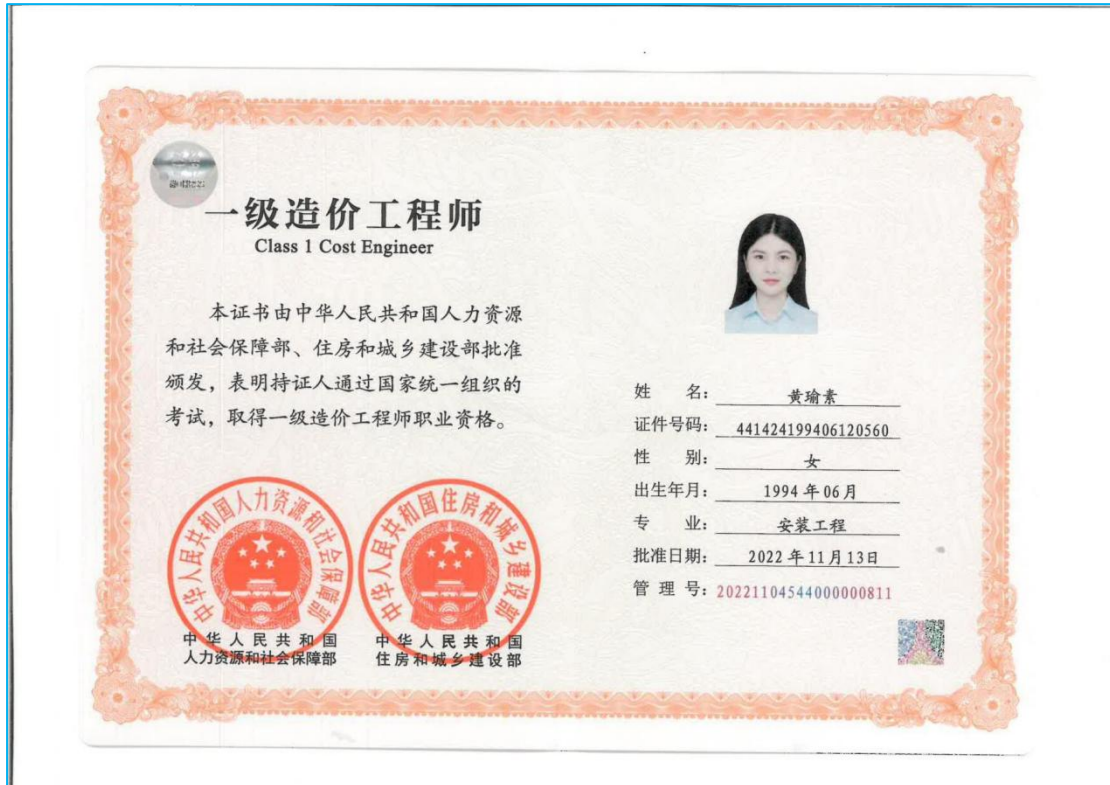 一级造价工程师
Class 1 Cost Engineer
本证书由中华人民共和国人力资源
和社会保障部、住房和城乡建设部批准
颁发，表明持证人通过国家统一组织的
考试，取得一级造价工程师职业资格。
中华人民共和国人力资源和社会保障部
中华人民共和国住房和城乡建设部
中华人民共和国
人力资源和社会保障部
中华人民共和国
住房和城乡建设部
姓 名：黄瑜素
证件号码：441424199406120560
性 别：女
出生年月：1994年06月
专 业：安装工程
批准日期：2022年11月13日
管 理 号：20221104544000000811